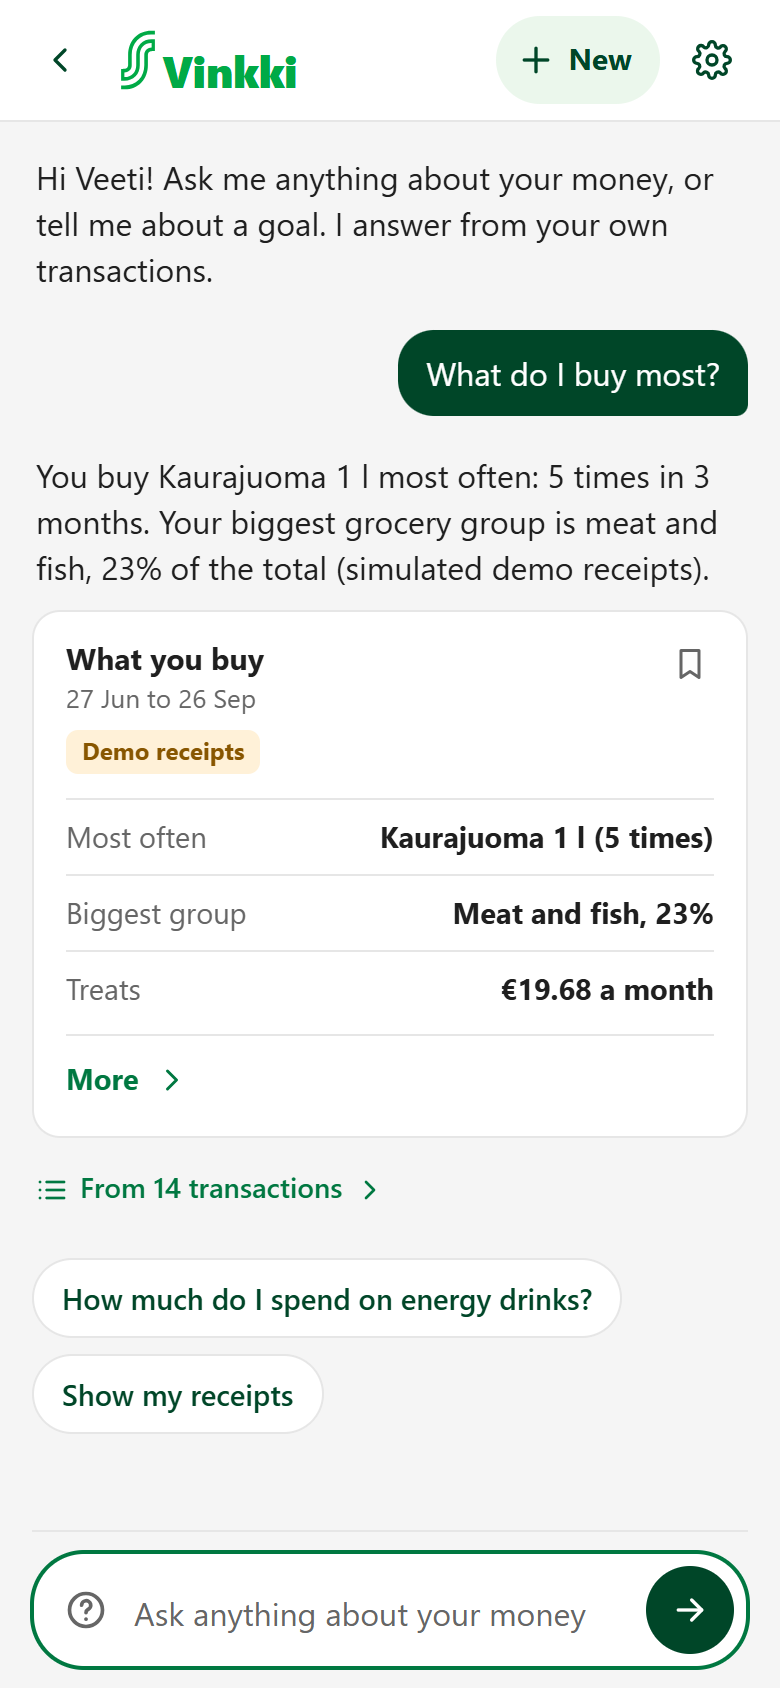 Vinkki
New
Hi Veeti! Ask me anything about your money, or
tell me about a goal. I answer from your own
transactions.
What do I buy most?
You buy Kaurajuoma 1 l most often: 5 times in 3
months. Your biggest grocery group is meat and
fish, 23% of the total (simulated demo receipts).
What you buy
27 Jun to 26 Sep
Demo receipts
Most often Kaurajuoma 1 l (5 times)
Biggest group Meat and fish, 23%
Treats €19.68 a month
More
From 14 transactions
How much do I spend on energy drinks?
Show my receipts
Ask anything about your money